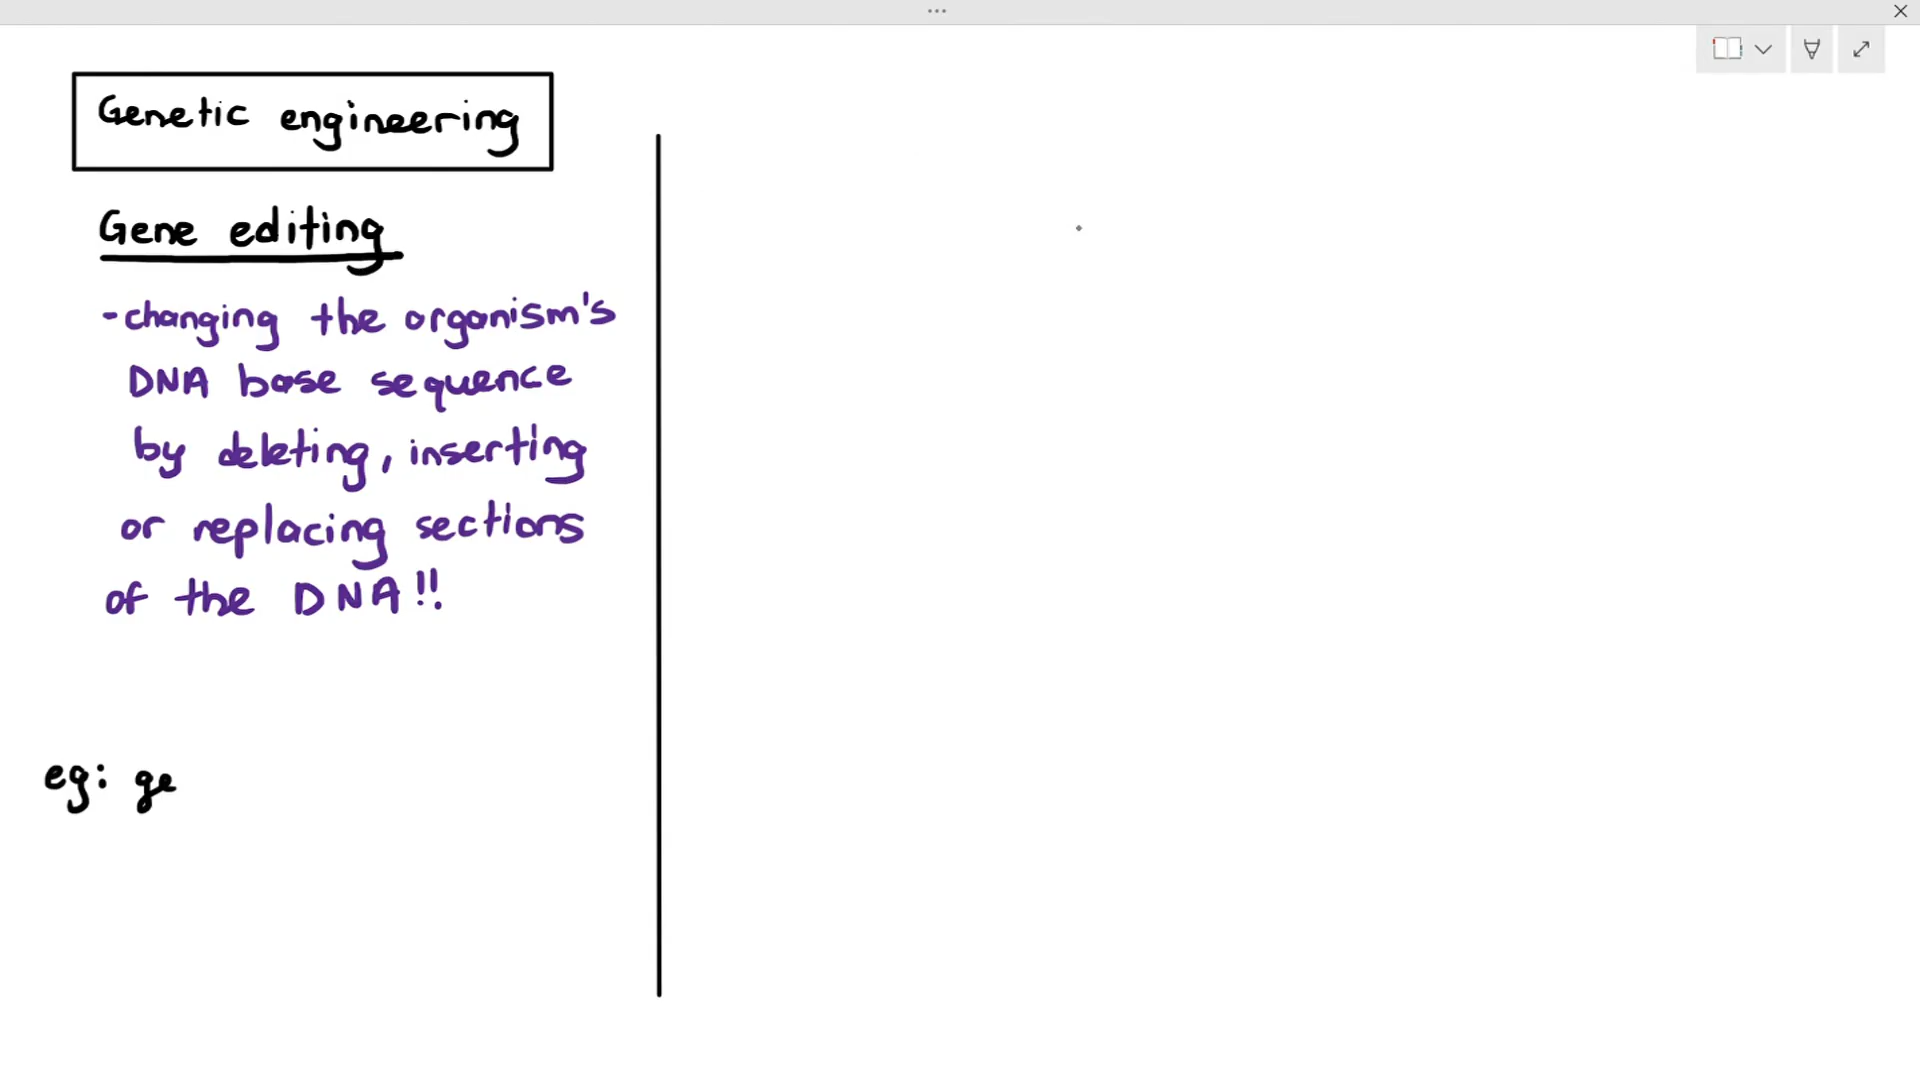 Genetic engineering
Gene editing
-changing the organism's
DNA base sequence
by deleting, inserting
or replacing sections
of the DNA!!
eg: ge